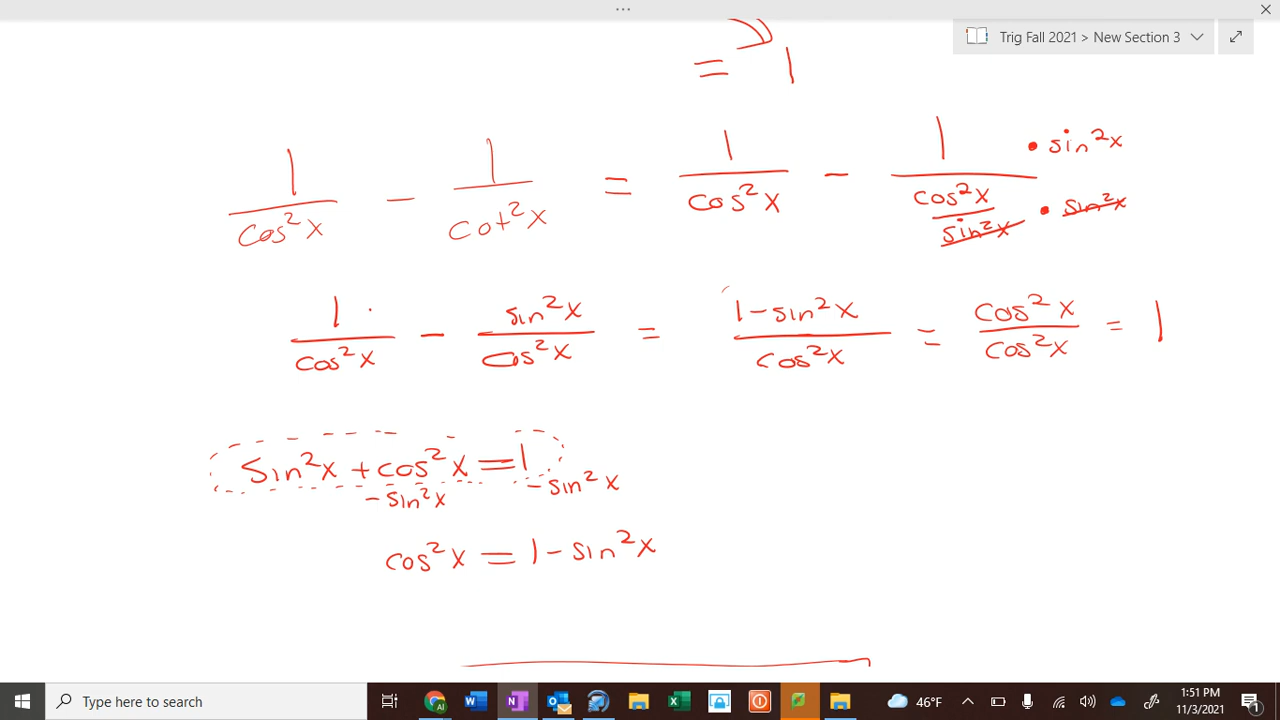 ...
Trig Fall 2021 > New Section 3
= 1
1/cos²x - 1/cot²x = 1/cos²x - 1/(cos²x/sin²x) • sin²x / • sin²x
1/cos²x - sin²x/cos²x = (1-sin²x)/cos²x = cos²x/cos²x = 1
sin²x + cos²x = 1
-sin²x -sin²x
cos²x = 1 - sin²x
Type here to search
46°F
1:51 PM
11/3/2021
1